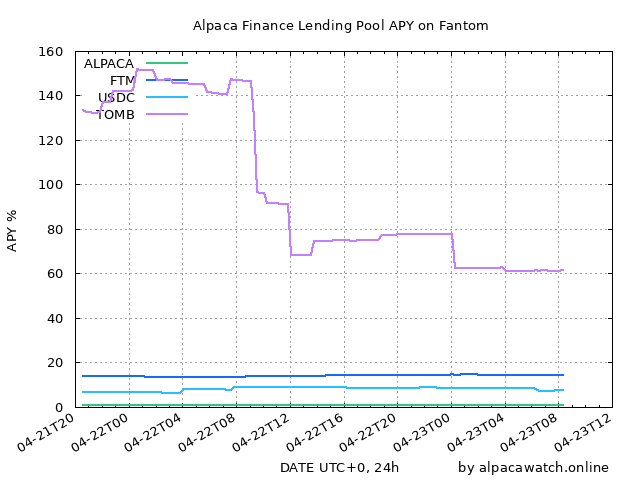 Alpaca Finance Lending Pool APY on Fantom
160
140
120
100
80
60
40
20
0
APY %
ALPACA
FTM
USDC
TOMB
04-21T20
04-22T00
04-22T04
04-22T08
04-22T12
04-22T16
04-22T20
04-23T00
04-23T04
04-23T08
04-23T12
DATE UTC+0, 24h
by alpacawatch.online